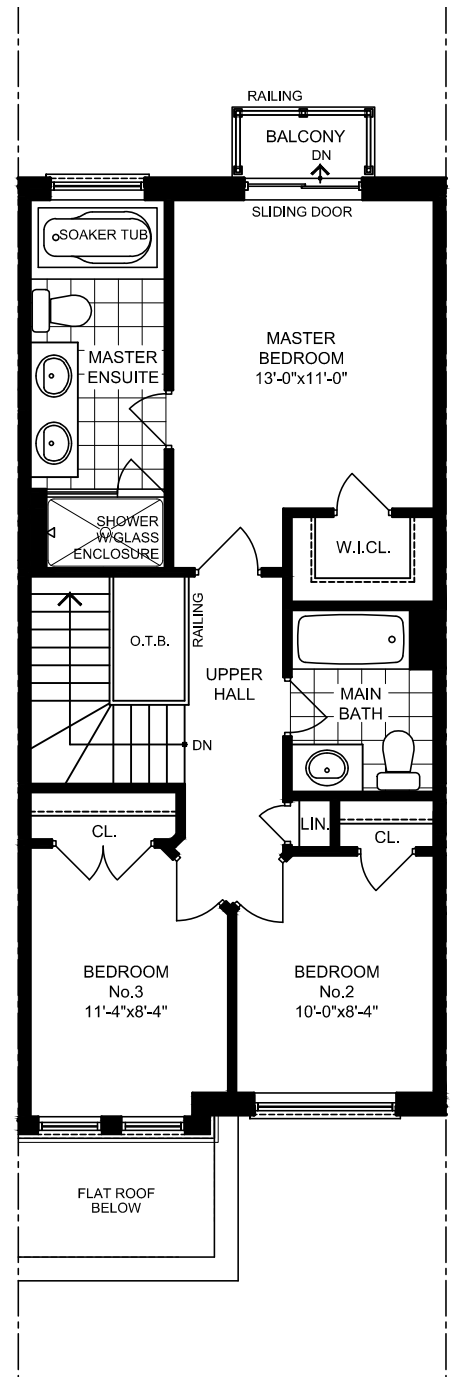 RAILING
BALCONY
DN
SLIDING DOOR
SOAKER TUB
MASTER
ENSUITE
MASTER
BEDROOM
13'-0"x11'-0"
SHOWER
W/GLASS
ENCLOSURE
W.I.CL.
O.T.B.
RAILING
UPPER
HALL
MAIN
BATH
DN
CL.
LIN.
CL.
BEDROOM
No.3
11'-4"x8'-4"
BEDROOM
No.2
10'-0"x8'-4"
FLAT ROOF
BELOW